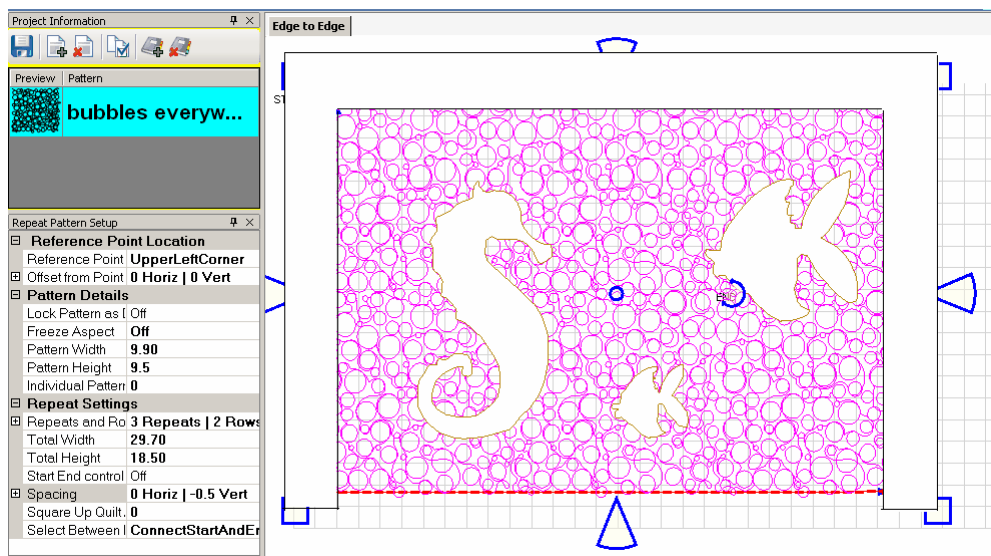 Project Information
Edge to Edge
Preview Pattern
bubbles everyw...
ST
END
Repeat Pattern Setup
Reference Point Location
Reference Point UpperLeftCorner
Offset from Point 0 Horiz | 0 Vert
Pattern Details
Lock Pattern as Off
Freeze Aspect Off
Pattern Width 9.90
Pattern Height 9.5
Individual Patter 0
Repeat Settings
Repeats and Ro 3 Repeats | 2 Rows
Total Width 29.70
Total Height 18.50
Start End control Off
Spacing 0 Horiz | -0.5 Vert
Square Up Quilt. 0
Select Between ConnectStartAndEr